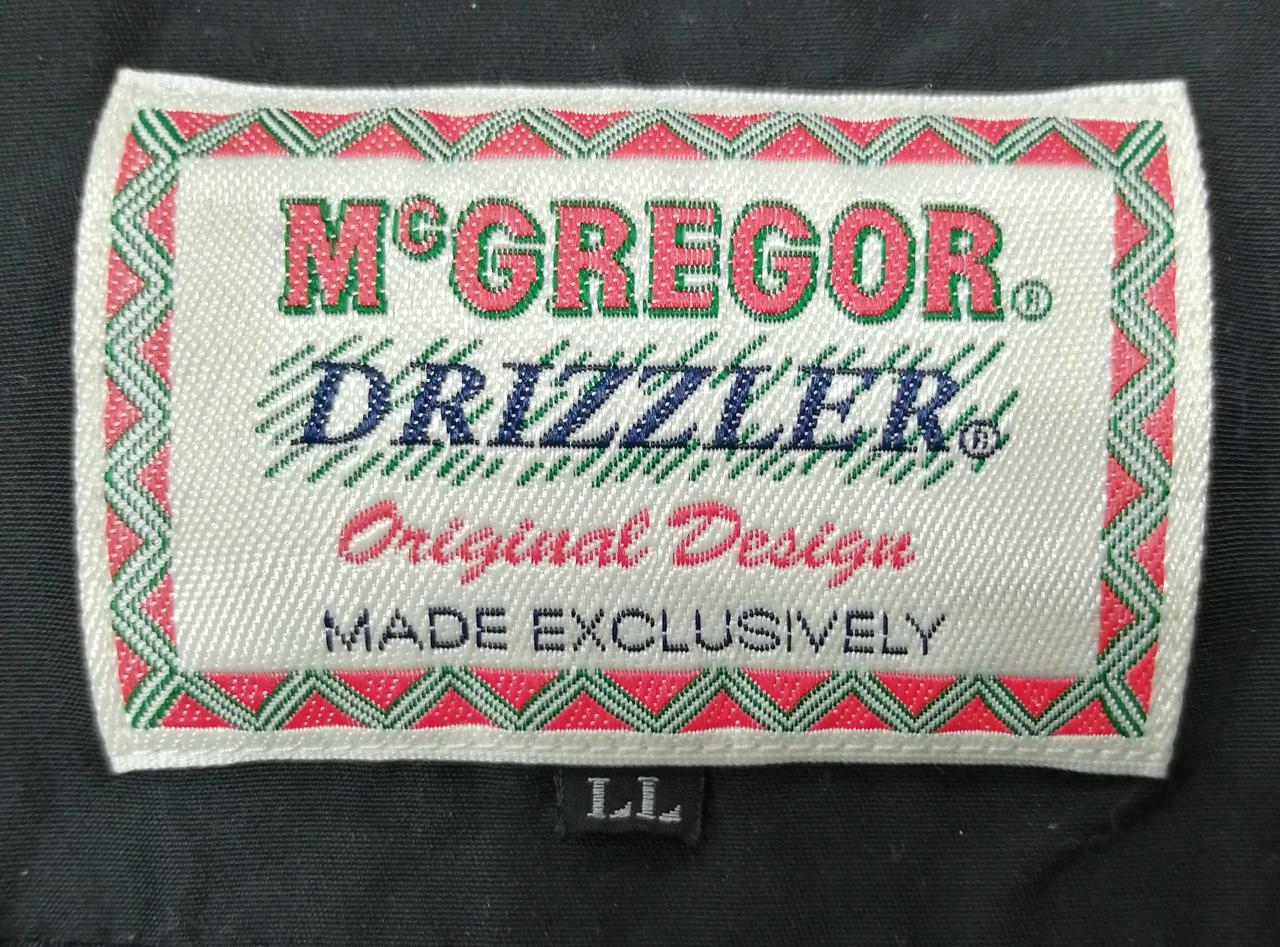 McGREGOR®
DRIZZLER®
Original Design
MADE EXCLUSIVELY
LL